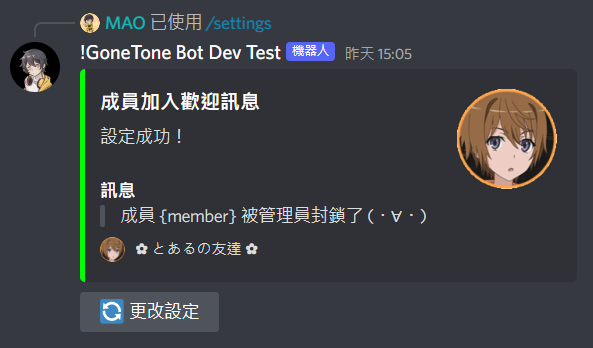 MAO 已使用 /settings
!GoneTone Bot Dev Test 機器人 昨天 15:05
成員加入歡迎訊息
設定成功！
訊息
成員 {member} 被管理員封鎖了 (・∀・)
✿ とあるの友達 ✿
更改設定